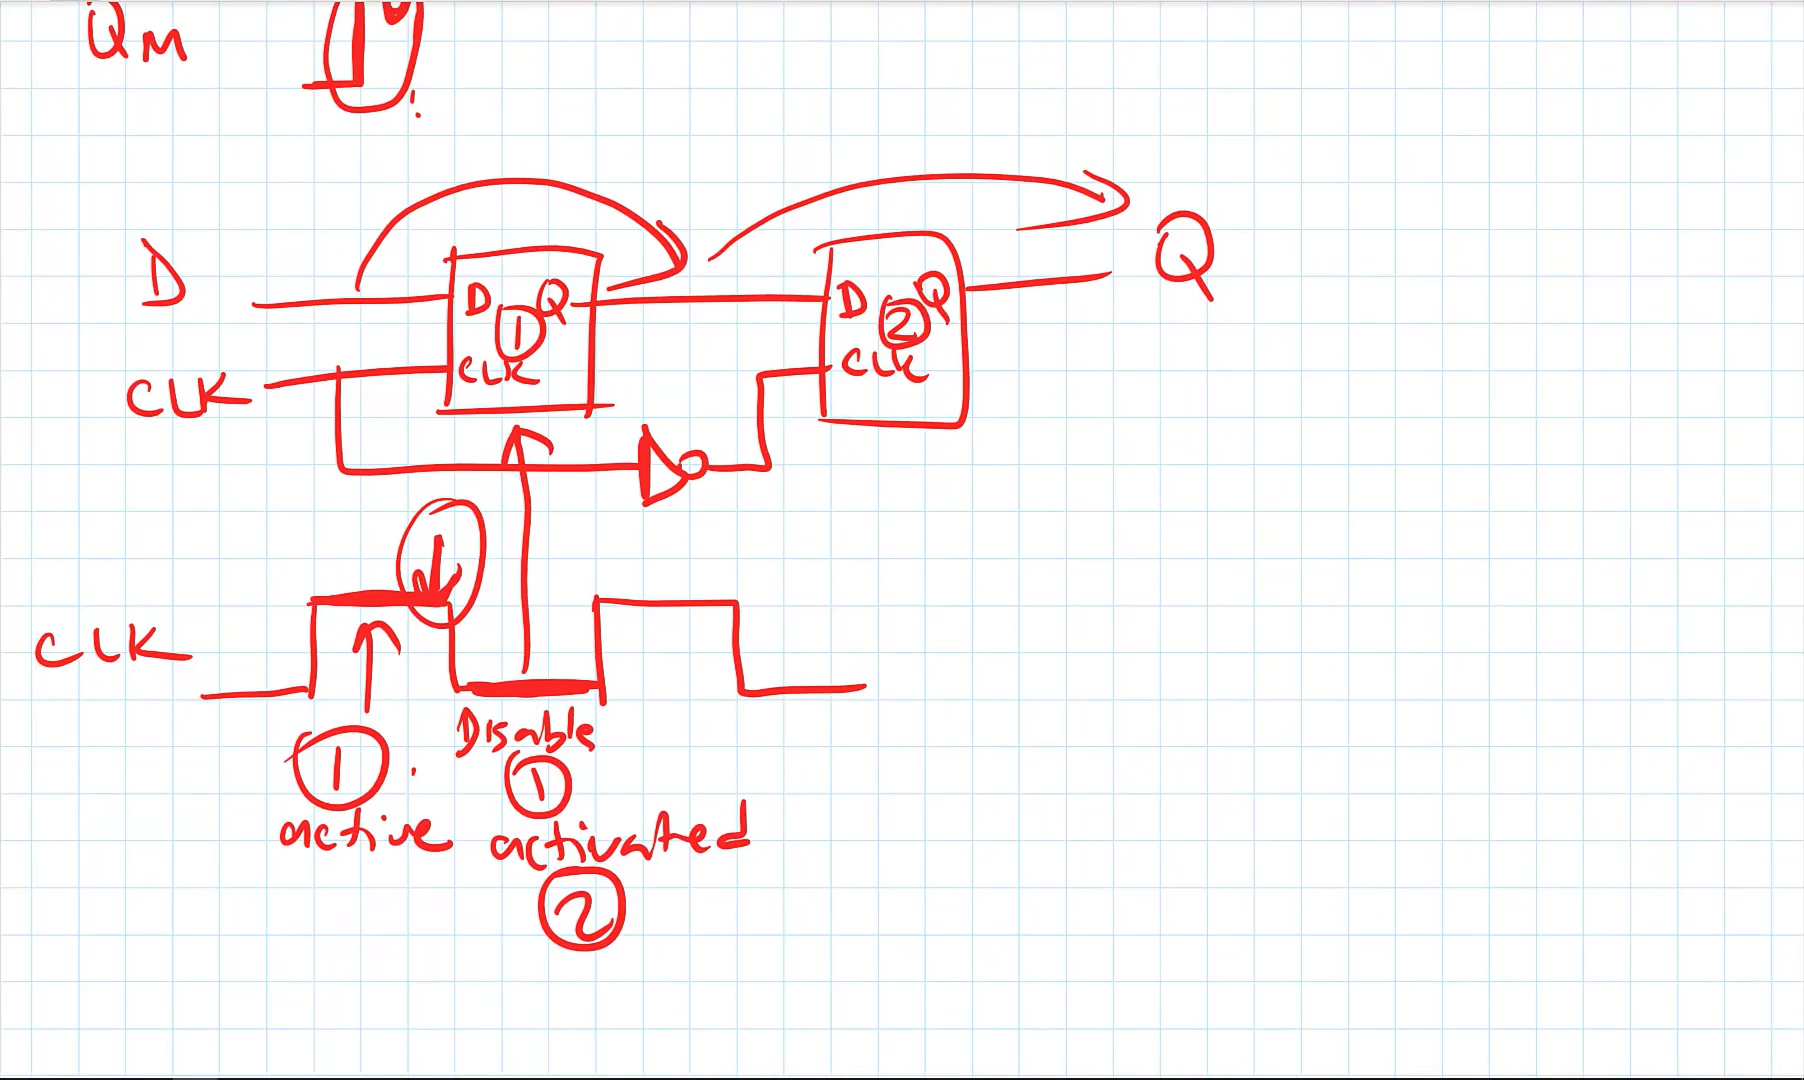 QM
D
D Q
①
CLK
D Q
②
CLK
Q
CLK
CLK
①
active
Disable
①
activated
②